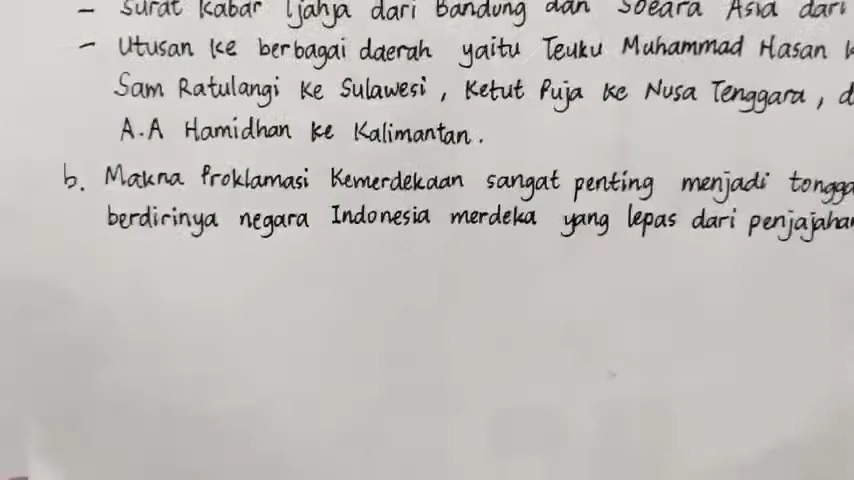 - Surat kabar Tjahja dari Bandung dan Soeara Asia dari
- Utusan ke berbagai daerah yaitu Teuku Muhammad Hasan
Sam Ratulangi ke Sulawesi, Ketut Puja ke Nusa Tenggara,
A.A Hamidhan ke Kalimantan.
b. Makna Proklamasi Kemerdekaan sangat penting menjadi
berdirinya negara Indonesia merdeka yang lepas dari